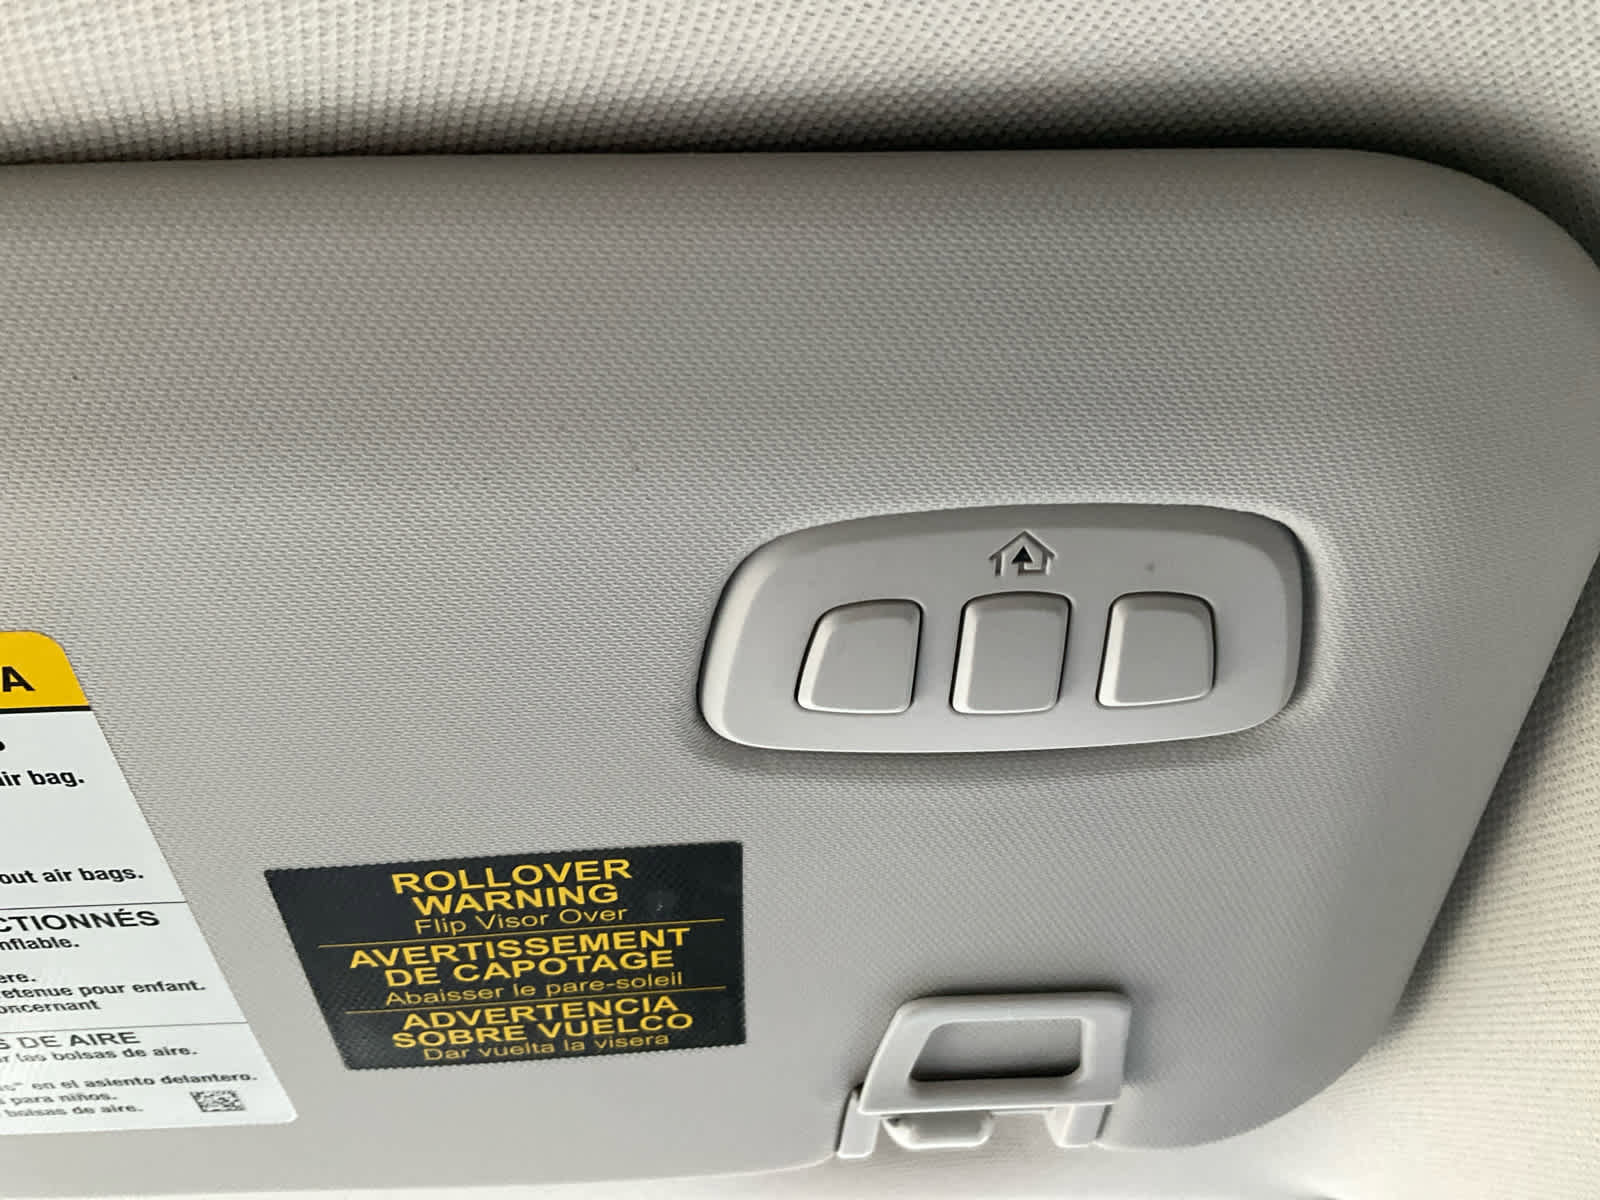 A
air bag.
out air bags.
CTIONNÉS
nflable.
ère.
retenue pour enfant.
oncernant
S DE AIRE
r las bolsas de aire.
en el asiento delantero.
para niños.
bolsas de aire.
ROLLOVER
WARNING
Flip Visor Over
AVERTISSEMENT
DE CAPOTAGE
Abaisser le pare-soleil
ADVERTENCIA
SOBRE VUELCO
Dar vuelta la visera